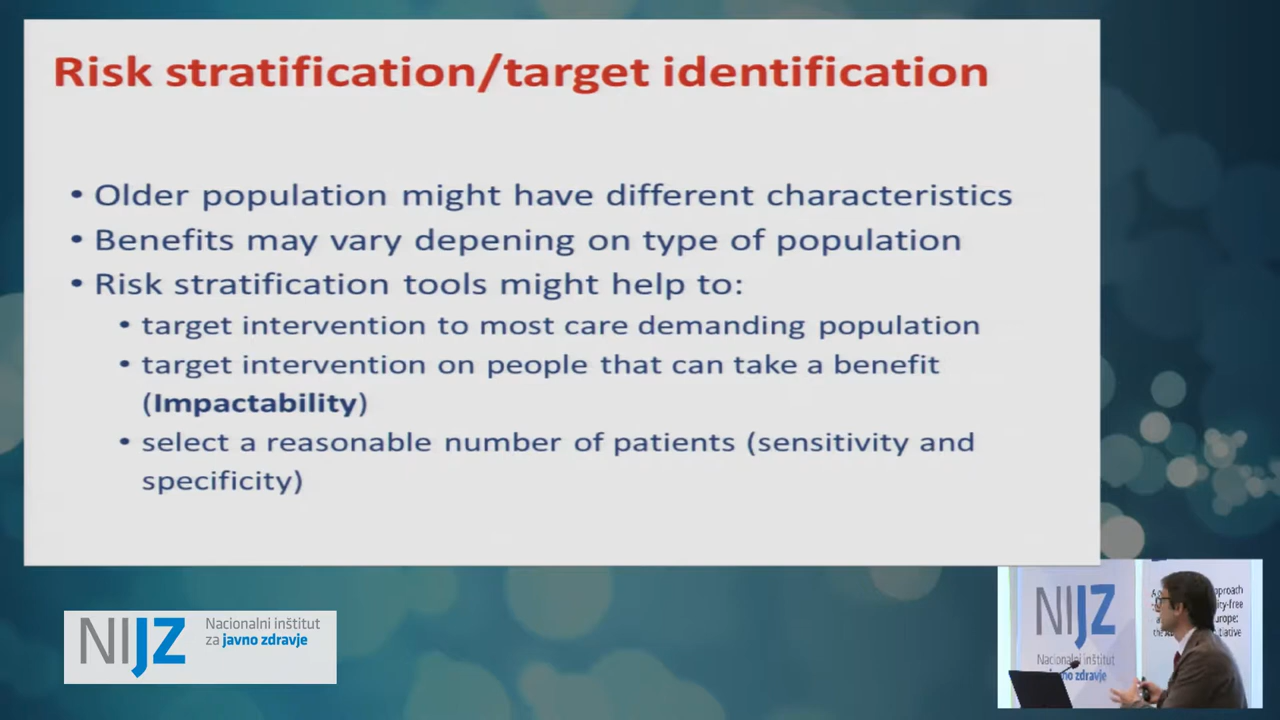 Risk stratification/target identification
• Older population might have different characteristics
• Benefits may vary depening on type of population
• Risk stratification tools might help to:
• target intervention to most care demanding population
• target intervention on people that can take a benefit
(Impactability)
• select a reasonable number of patients (sensitivity and
specificity)
NIJZ
Nacionalni inštitut
za javno zdravje
NIJZ
Nacionalni inštitut
javno zdravje